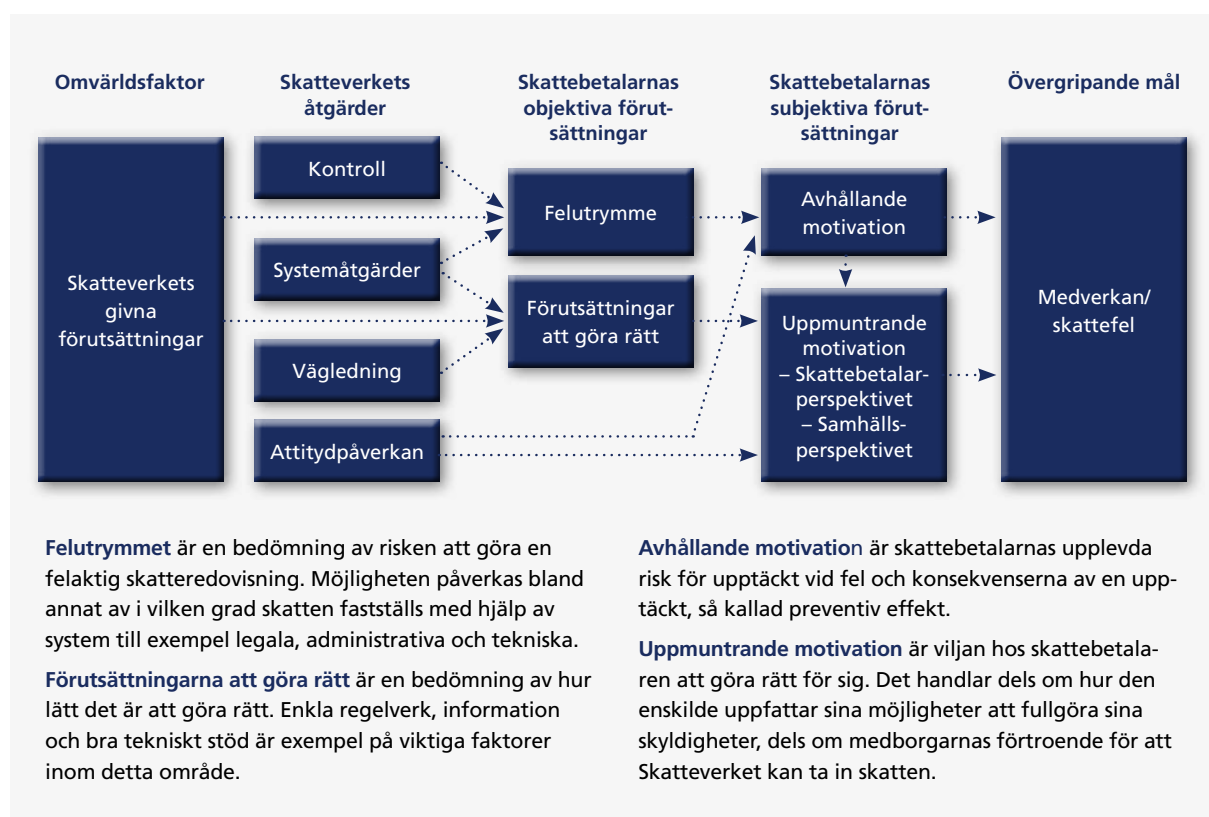 Omvärldsfaktor
Skatteverkets
åtgärder
Skattebetalarnas
objektiva förut-
sättningar
Skattebetalarnas
subjektiva förut-
sättningar
Övergripande mål
Skatteverkets
givna
förutsättningar
Kontroll
Systemåtgärder
Vägledning
Attitydpåverkan
Felutrymme
Förutsättningar
att göra rätt
Avhållande
motivation
Uppmuntrande
motivation
– Skattebetalar-
perspektivet
– Samhälls-
perspektivet
Medverkan/
skattefel
Felutrymmet är en bedömning av risken att göra en
felaktig skatteredovisning. Möjligheten påverkas bland
annat av i vilken grad skatten fastställs med hjälp av
system till exempel legala, administrativa och tekniska.
Förutsättningarna att göra rätt är en bedömning av hur
lätt det är att göra rätt. Enkla regelverk, information
och bra tekniskt stöd är exempel på viktiga faktorer
inom detta område.
Avhållande motivation är skattebetalarnas upplevda
risk för upptäckt vid fel och konsekvenserna av en upp-
täckt, så kallad preventiv effekt.
Uppmuntrande motivation är viljan hos skattebetala-
ren att göra rätt för sig. Det handlar dels om hur den
enskilde uppfattar sina möjligheter att fullgöra sina
skyldigheter, dels om medborgarnas förtroende för att
Skatteverket kan ta in skatten.